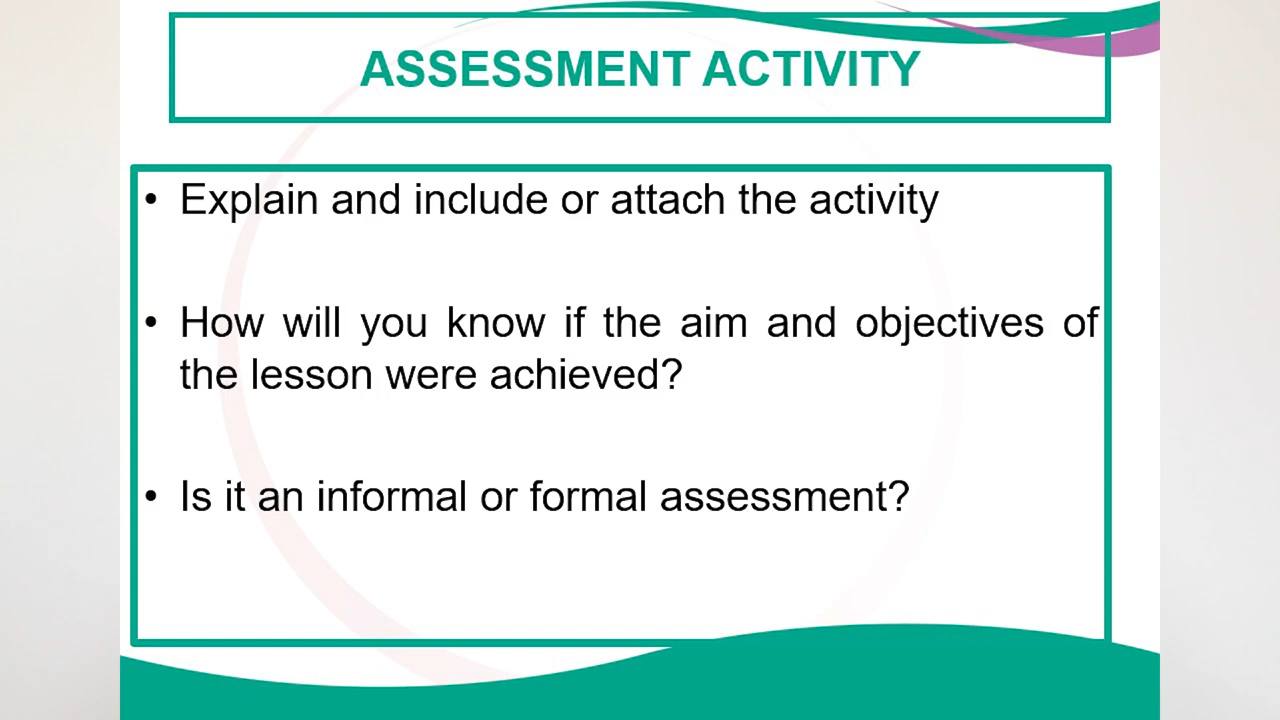 ASSESSMENT ACTIVITY
• Explain and include or attach the activity
• How will you know if the aim and objectives of
the lesson were achieved?
• Is it an informal or formal assessment?